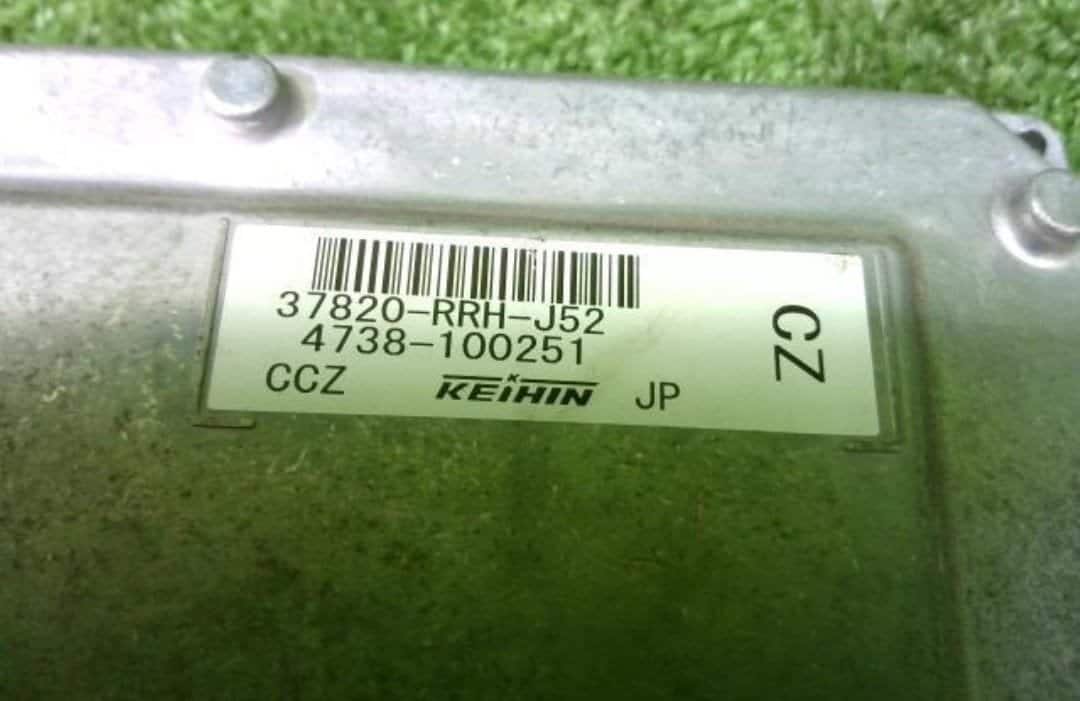 37820-RRH-J52
4738-100251
CCZ KEIHIN JP
CZ